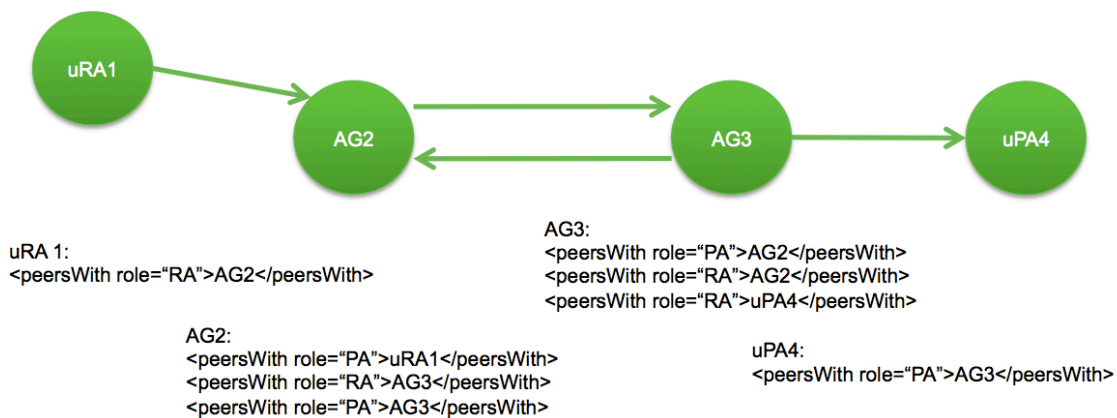 uRA1
AG2
AG3
uPA4
uRA 1:
<peersWith role=“RA”>AG2</peersWith>
AG2:
<peersWith role=“PA”>uRA1</peersWith>
<peersWith role=“RA”>AG3</peersWith>
<peersWith role=“PA”>AG3</peersWith>
AG3:
<peersWith role=“PA”>AG2</peersWith>
<peersWith role=“RA”>AG2</peersWith>
<peersWith role=“RA”>uPA4</peersWith>
uPA4:
<peersWith role=“PA”>AG3</peersWith>